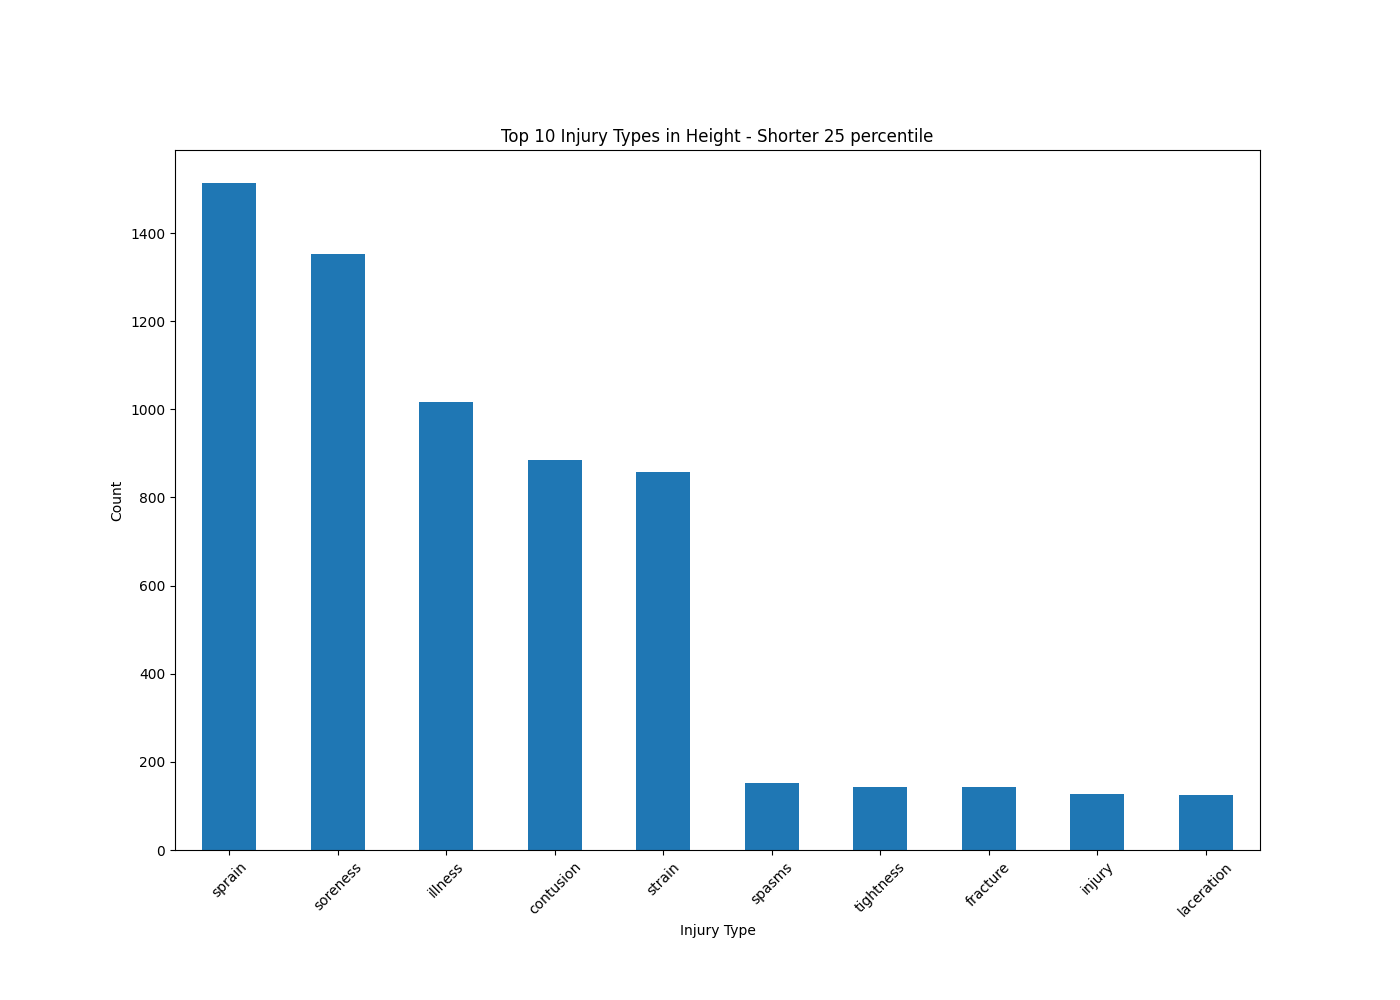 Top 10 Injury Types in Height - Shorter 25 percentile
1400
1200
1000
800
600
400
200
0
Count
sprain
soreness
illness
contusion
strain
spasms
tightness
fracture
injury
laceration
Injury Type